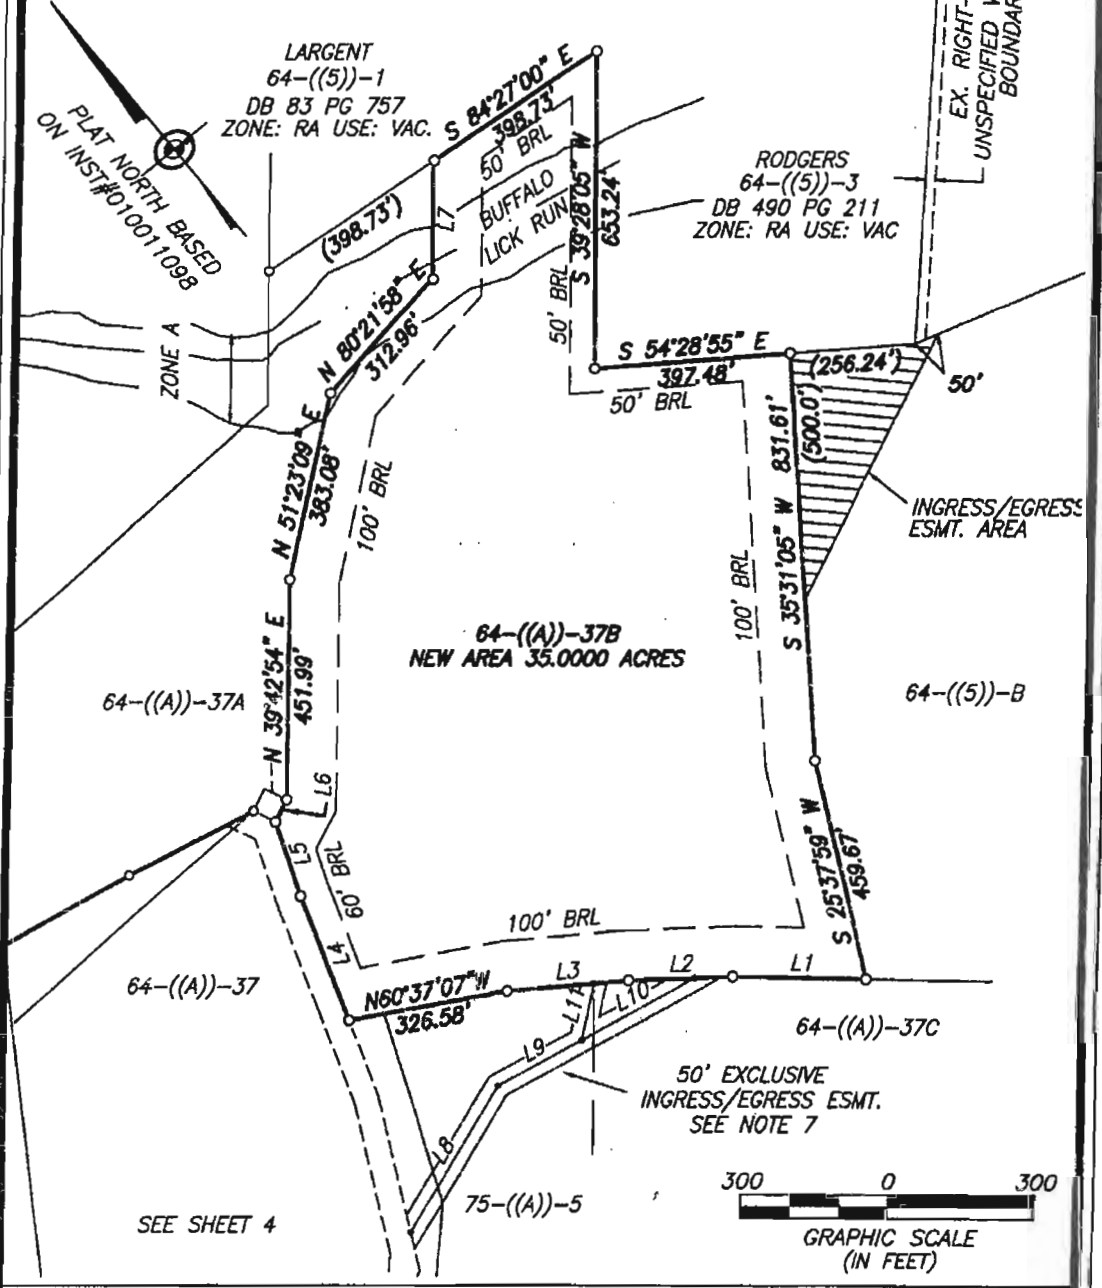 LARGENT
64-((5))-1
DB 83 PG 757
ZONE: RA USE: VAC.
PLAT NORTH BASED
ON INST#010011098
S 84°27'00" E
398.73'
50' BRL
(398.73')
L7
BUFFALO
LICK RUN
S 39°28'05" W
653.24'
50' BRL
EX. RIGHT-
UNSPECIFIED
BOUNDAR
RODGERS
64-((5))-3
DB 490 PG 211
ZONE: RA USE: VAC
ZONE A
N 80°21'58" E
312.96'
S 54°28'55" E
397.48'
50' BRL
(256.24')
50'
N 51°23'09" E
383.08'
100' BRL
S 35°31'05" W 831.61'
(500.0')
INGRESS/EGRESS
ESMT. AREA
100' BRL
64-((A))-37B
NEW AREA 35.0000 ACRES
N 39°42'54" E
451.99'
64-((A))-37A
64-((5))-B
L6
L5
60' BRL
L4
100' BRL
S 25°37'59" W
459.67'
N60°37'07"W
326.58'
L3
L2
L1
L10
64-((A))-37
64-((A))-37C
L9
50' EXCLUSIVE
INGRESS/EGRESS ESMT.
SEE NOTE 7
L8
75-((A))-5
SEE SHEET 4
300 0 300
GRAPHIC SCALE
(IN FEET)